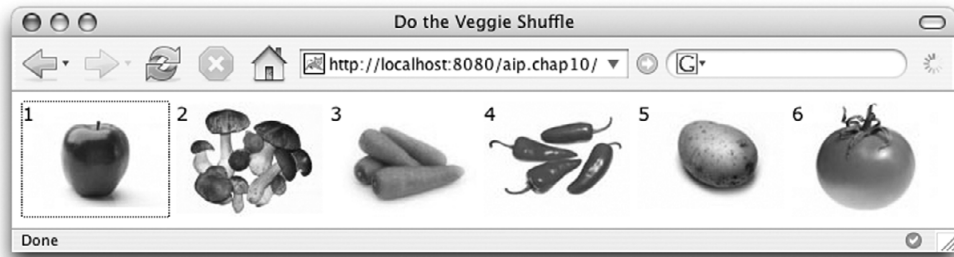 Do the Veggie Shuffle
http://localhost:8080/aip.chap10/
G
1 2 3 4 5 6
Done